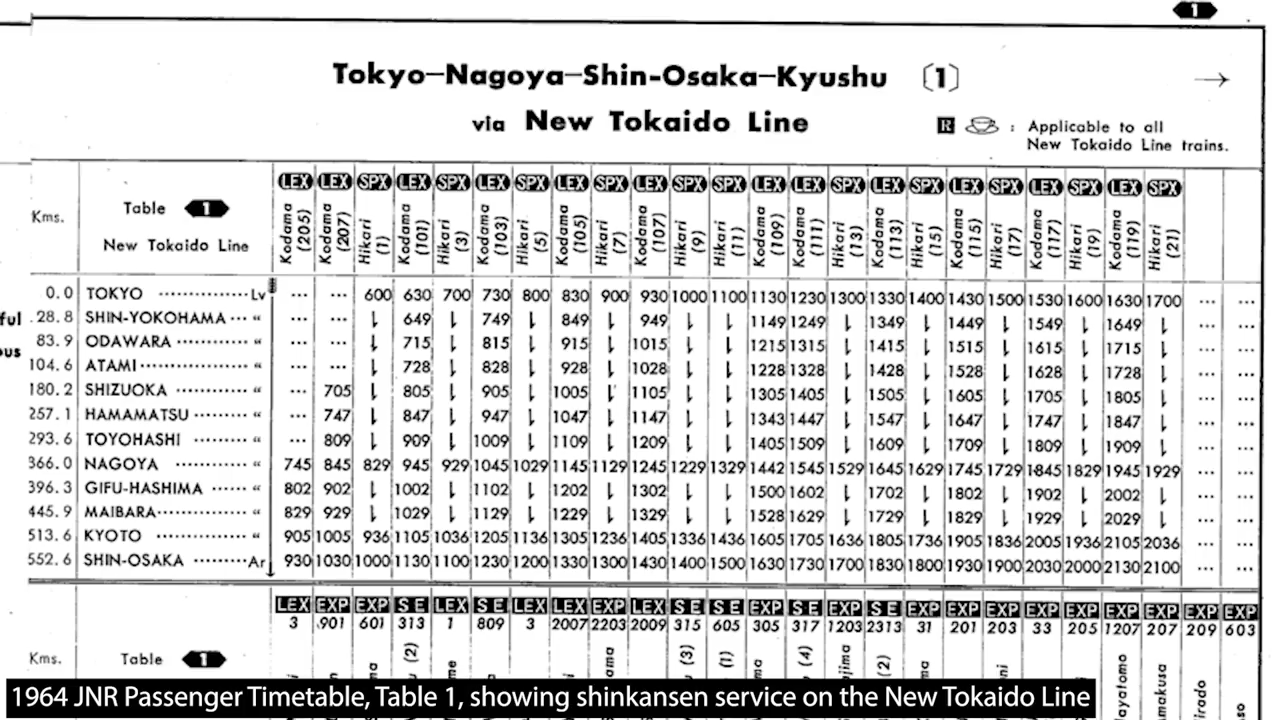 1
Tokyo–Nagoya–Shin-Osaka–Kyushu 〔1〕 →
via New Tokaido Line
R : Applicable to all
New Tokaido Line trains.
LEX LEX SPX LEX SPX LEX SPX LEX SPX LEX SPX SPX LEX LEX SPX LEX SPX LEX SPX LEX SPX LEX SPX
Kms. Table 1
New Tokaido Line
Kodama (205) Kodama (207) Hikari (1) Kodama (101) Hikari (3) Kodama (103) Hikari (5) Kodama (105) Hikari (7) Kodama (107) Hikari (9) Hikari (11) Kodama (109) Kodama (111) Hikari (13) Kodama (113) Hikari (15) Kodama (115) Hikari (17) Kodama (117) Hikari (19) Kodama (119) Hikari (21)
0.0 TOKYO ··············· Lv ··· ··· 600 630 700 730 800 830 900 930 1000 1100 1130 1230 1300 1330 1400 1430 1500 1530 1600 1630 1700 ··· ···
ful 28.8 SHIN-YOKOHAMA ··· 〃 ··· ··· ↓ 649 ↓ 749 ↓ 849 ↓ 949 ↓ ↓ 1149 1249 ↓ 1349 ↓ 1449 ↓ 1549 ↓ 1649 ↓ ··· ···
83.9 ODAWARA ············ 〃 ··· ··· ↓ 715 ↓ 815 ↓ 915 ↓ 1015 ↓ ↓ 1215 1315 ↓ 1415 ↓ 1515 ↓ 1615 ↓ 1715 ↓ ··· ···
ous 104.6 ATAMI ················ 〃 ··· ··· ↓ 728 ↓ 828 ↓ 928 ↓ 1028 ↓ ↓ 1228 1328 ↓ 1428 ↓ 1528 ↓ 1628 ↓ 1728 ↓ ··· ···
180.2 SHIZUOKA ·········· 〃 ··· 705 ↓ 805 ↓ 905 ↓ 1005 ↓ 1105 ↓ ↓ 1305 1405 ↓ 1505 ↓ 1605 ↓ 1705 ↓ 1805 ↓ ··· ···
257.1 HAMAMATSU ········· 〃 ··· 747 ↓ 847 ↓ 947 ↓ 1047 ↓ 1147 ↓ ↓ 1343 1447 ↓ 1547 ↓ 1647 ↓ 1747 ↓ 1847 ↓ ··· ···
293.6 TOYOHASHI ········· 〃 ··· 809 ↓ 909 ↓ 1009 ↓ 1109 ↓ 1209 ↓ ↓ 1405 1509 ↓ 1609 ↓ 1709 ↓ 1809 ↓ 1909 ↓ ··· ···
366.0 NAGOYA ············ 〃 745 845 829 945 929 1045 1029 1145 1129 1245 1229 1329 1442 1545 1529 1645 1629 1745 1729 1845 1829 1945 1929 ··· ···
396.3 GIFU-HASHIMA ······ 〃 802 902 ↓ 1002 ↓ 1102 ↓ 1202 ↓ 1302 ↓ ↓ 1500 1602 ↓ 1702 ↓ 1802 ↓ 1902 ↓ 2002 ↓ ··· ···
445.9 MAIBARA ············ 〃 829 929 ↓ 1029 ↓ 1129 ↓ 1229 ↓ 1329 ↓ ↓ 1528 1629 ↓ 1729 ↓ 1829 ↓ 1929 ↓ 2029 ↓ ··· ···
513.6 KYOTO ·············· 〃 905 1005 936 1105 1036 1205 1136 1305 1236 1405 1336 1436 1605 1705 1636 1805 1736 1905 1836 2005 1936 2105 2036 ··· ···
552.6 SHIN-OSAKA ········· Ar 930 1030 1000 1130 1100 1230 1200 1330 1300 1430 1400 1500 1630 1730 1700 1830 1800 1930 1900 2030 2000 2130 2100 ··· ···
LEX EXP EXP S E LEX S E LEX LEX EXP LEX S E S E EXP S E EXP S E EXP EXP EXP EXP EXP EXP EXP EXP EXP
3 901 601 313 1 809 3 2007 2203 2009 315 605 305 317 1203 2313 31 201 203 33 205 1207 207 209 603
Kms. Table 1
(2) (3) (1) (4) (2)
1964 JNR Passenger Timetable, Table 1, showing shinkansen service on the New Tokaido Line